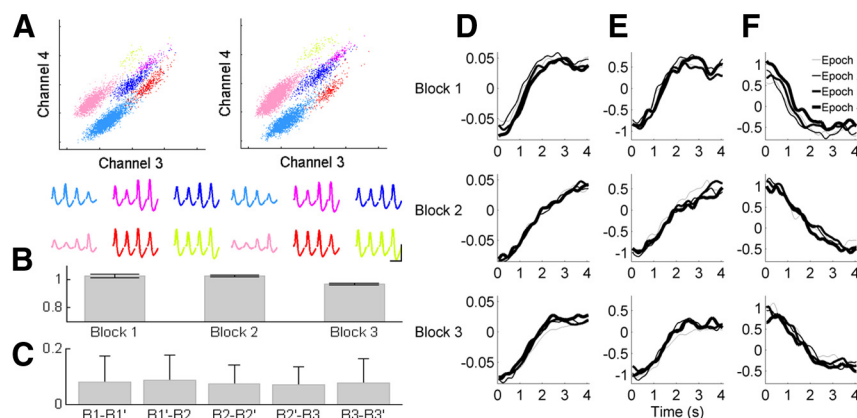 A
Channel 4
Channel 3
Channel 3
B
1
0.8
Block 1
Block 2
Block 3
C
0.2
0
B1-B1'
B1'-B2
B2-B2'
B2'-B3
B3-B3'
D
E
F
Block 1
0.05
0
-0.05
0 1 2 3 4
0.5
0
-0.5
-1
0 1 2 3 4
1
0.5
0
-0.5
0 1 2 3 4
Epoch
Epoch
Epoch
Epoch
Block 2
0.05
0
-0.05
0 1 2 3 4
0.5
0
-0.5
-1
0 1 2 3 4
1
0.5
0
-0.5
0 1 2 3 4
Block 3
0.05
0
-0.05
0 1 2 3 4
0.5
0
-0.5
-1
0 1 2 3 4
1
0.5
0
-0.5
0 1 2 3 4
Time (s)